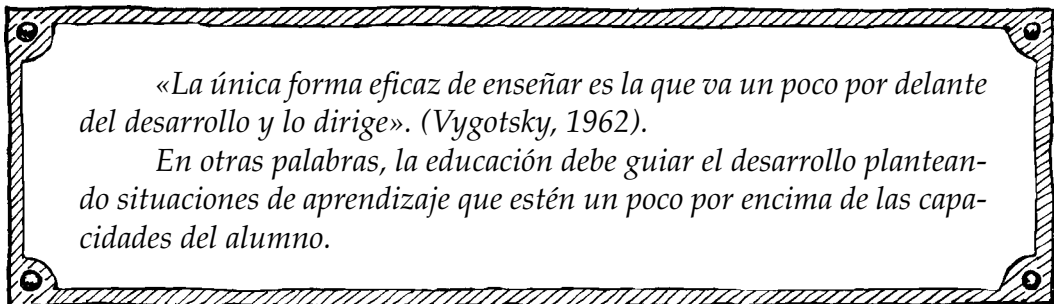 «La única forma eficaz de enseñar es la que va un poco por delante
del desarrollo y lo dirige». (Vygotsky, 1962).
En otras palabras, la educación debe guiar el desarrollo plantean-
do situaciones de aprendizaje que estén un poco por encima de las capa-
cidades del alumno.